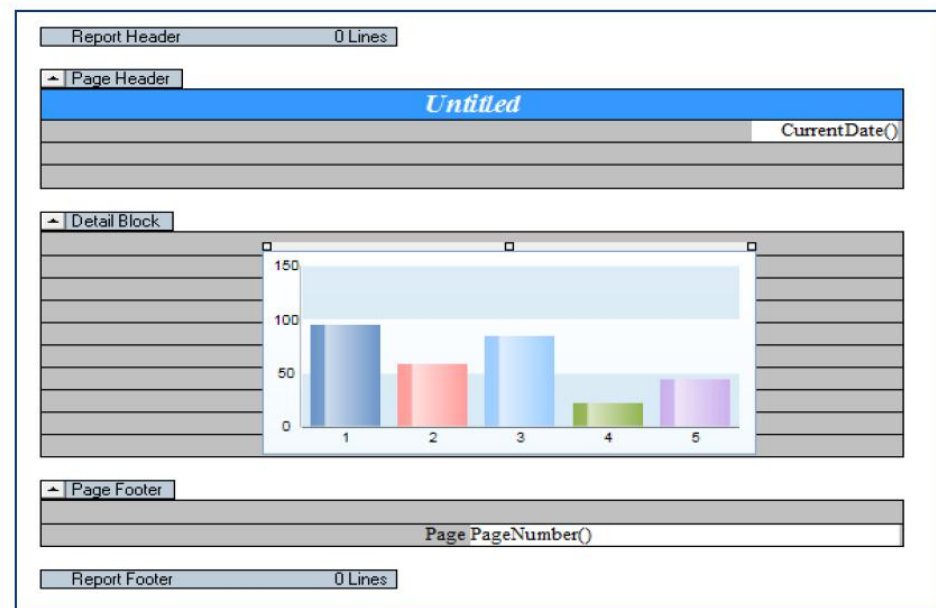 Report Header 0 Lines
Page Header
Untitled
CurrentDate()
Detail Block
150
100
50
0
1 2 3 4 5
Page Footer
Page PageNumber()
Report Footer 0 Lines